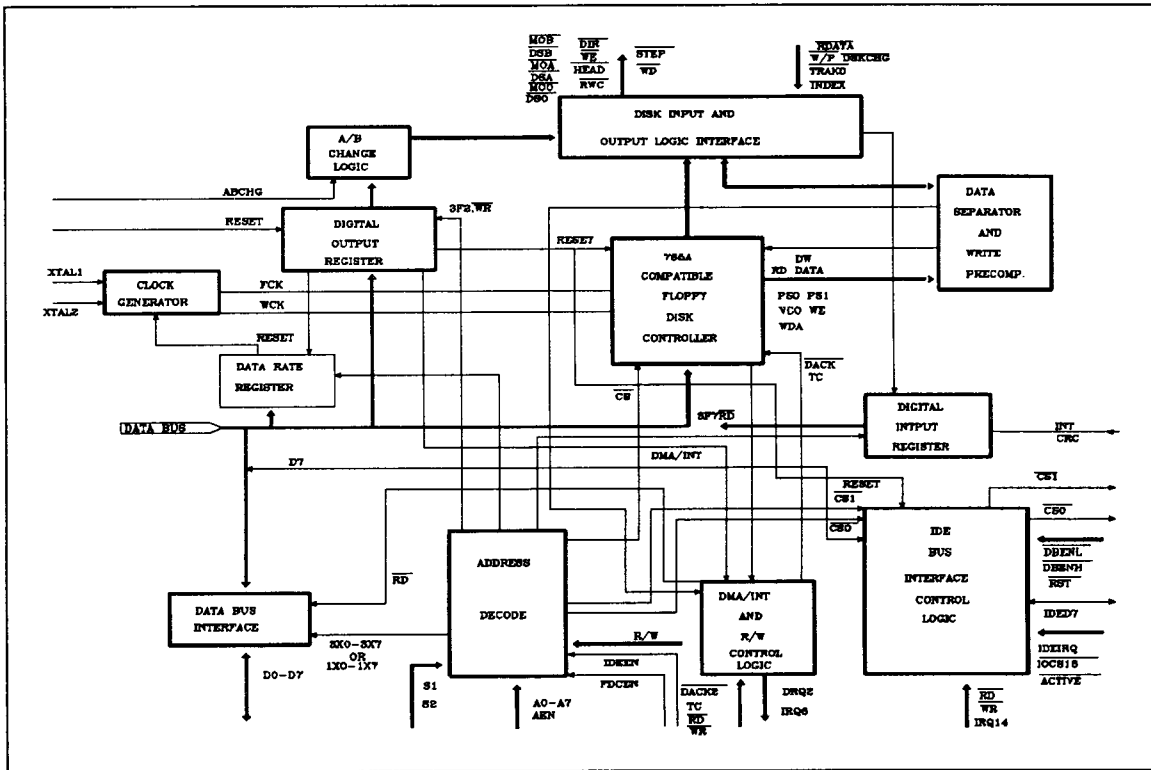 MOB
DSB
MOA
DSA
MOO
DSO
DIR
WE
HEAD
RWC
STEP
WD
RDATA
W/P DSKCHG
TRAKO
INDEX
DISK INPUT AND
OUTPUT LOGIC INTERFACE
A/B
CHANGE
LOGIC
ABCHG
3F2.WR
RESET
DIGITAL
OUTPUT
REGISTER
RESET
DATA
SEPARATOR
AND
WRITE
PRECOMP.
765A
COMPATIBLE
FLOPPY
DISK
CONTROLLER
DW
RD DATA
PSO PS1
VCO WE
WDA
XTAL1
XTAL2
CLOCK
GENERATOR
FCK
WCK
RESET
DATA RATE
REGISTER
DACK
TC
CS
DATA BUS
3F7RD
DIGITAL
INTPUT
REGISTER
INT
CRC
D7
DMA/INT
RESET
CS1
CS0
CS1
CS0
IDE
BUS
INTERFACE
CONTROL
LOGIC
DBENL
DBENH
RST
IDED7
IDEIRQ
IOCS16
ACTIVE
RD
ADDRESS
DECODE
DATA BUS
INTERFACE
3X0-3X7
OR
1X0-1X7
D0-D7
R/W
IDEEN
FDCEN
DMA/INT
AND
R/W
CONTROL
LOGIC
S1
S2
A0-A7
AEN
DACK2
TC
RD
WR
DRQ2
IRQ6
RD
WR
IRQ14